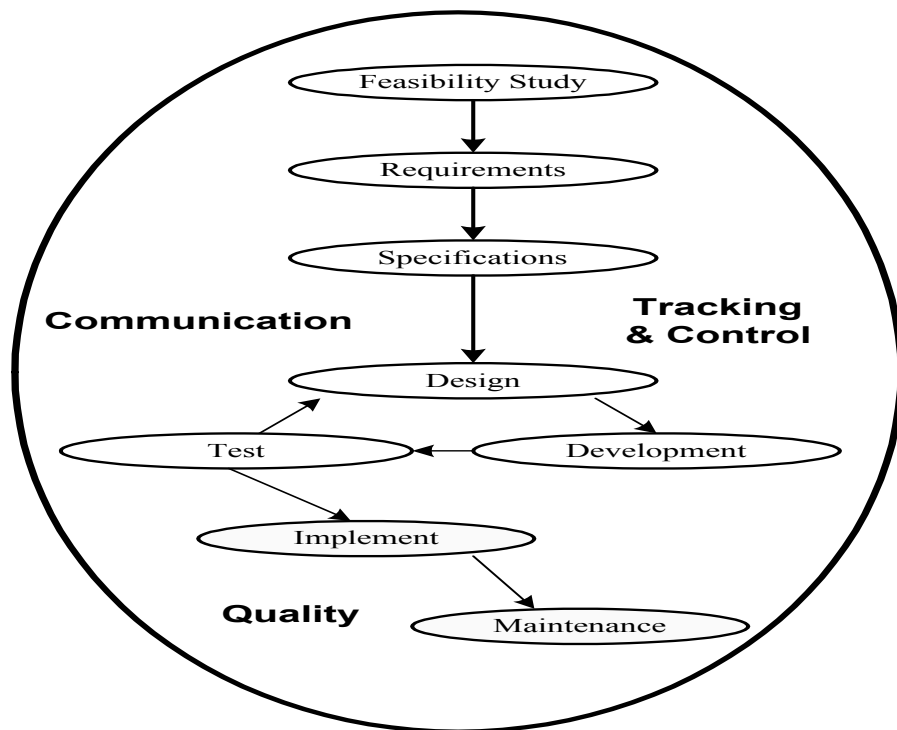 Feasibility Study
Requirements
Specifications
Communication
Tracking
& Control
Design
Test
Development
Implement
Quality
Maintenance